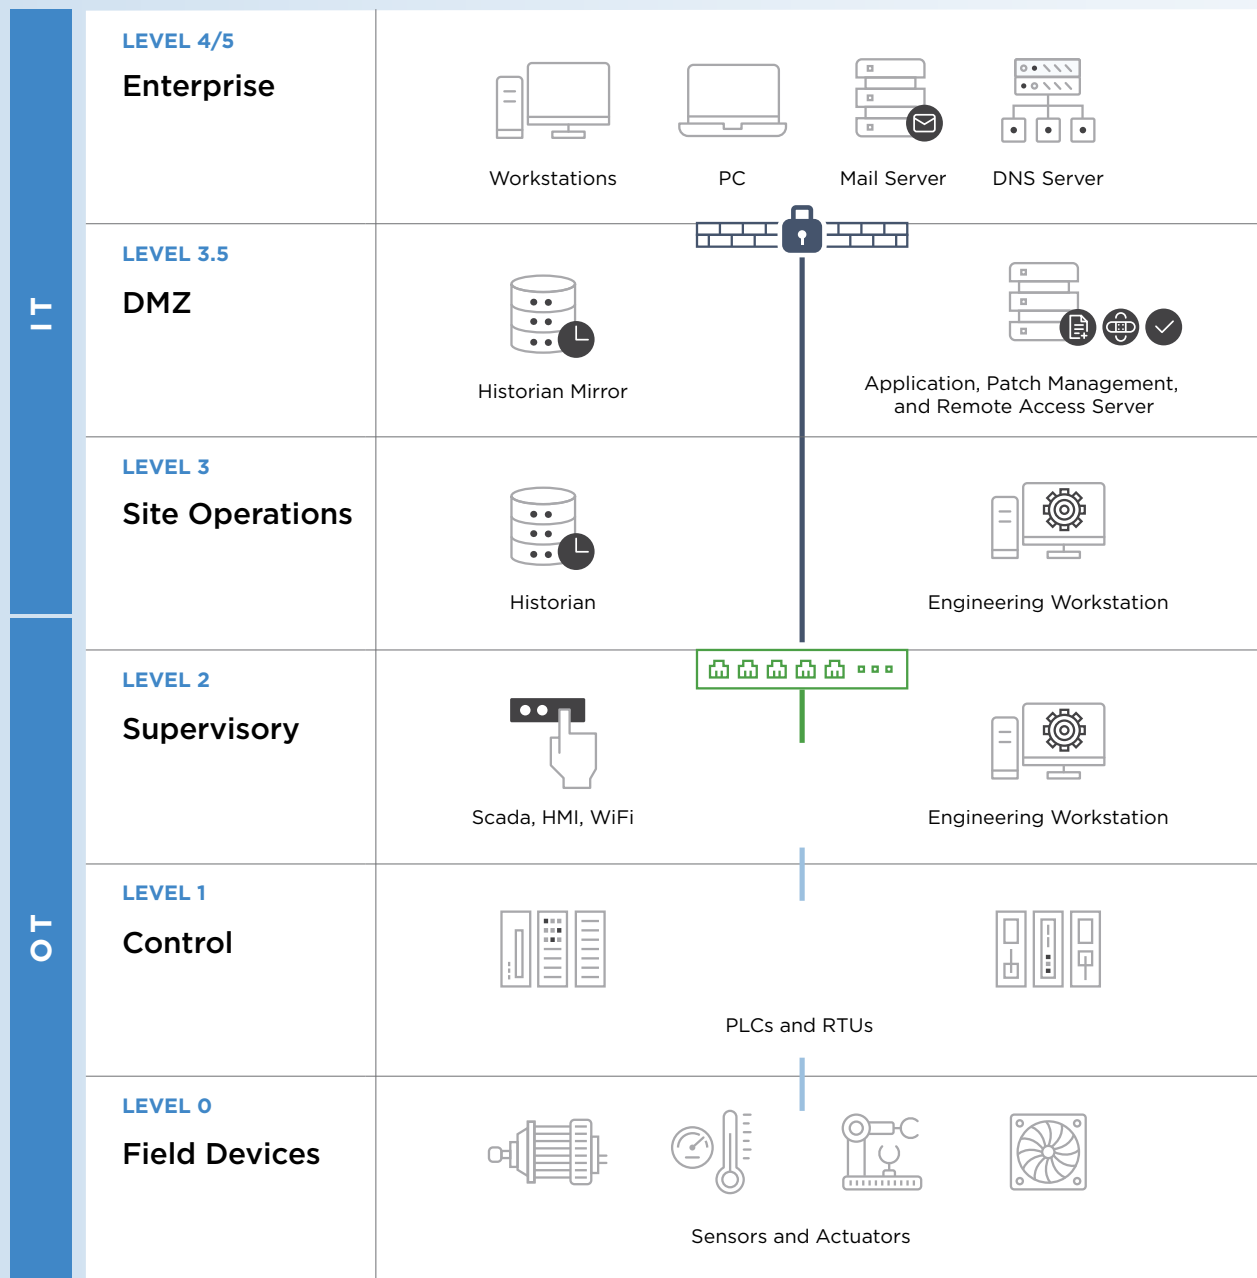 IT
OT
LEVEL 4/5
Enterprise
Workstations
PC
Mail Server
DNS Server
LEVEL 3.5
DMZ
Historian Mirror
Application, Patch Management,
and Remote Access Server
LEVEL 3
Site Operations
Historian
Engineering Workstation
LEVEL 2
Supervisory
Scada, HMI, WiFi
Engineering Workstation
LEVEL 1
Control
PLCs and RTUs
LEVEL 0
Field Devices
Sensors and Actuators